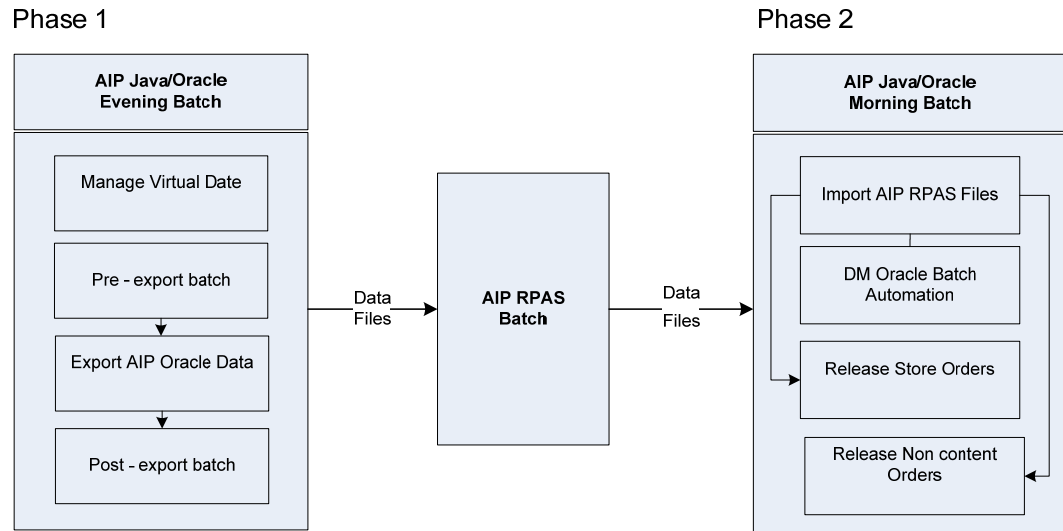 Phase 1
Phase 2
AIP Java/Oracle
Evening Batch
Manage Virtual Date
Pre - export batch
Export AIP Oracle Data
Post - export batch
Data
Files
AIP RPAS
Batch
Data
Files
AIP Java/Oracle
Morning Batch
Import AIP RPAS Files
DM Oracle Batch
Automation
Release Store Orders
Release Non content
Orders